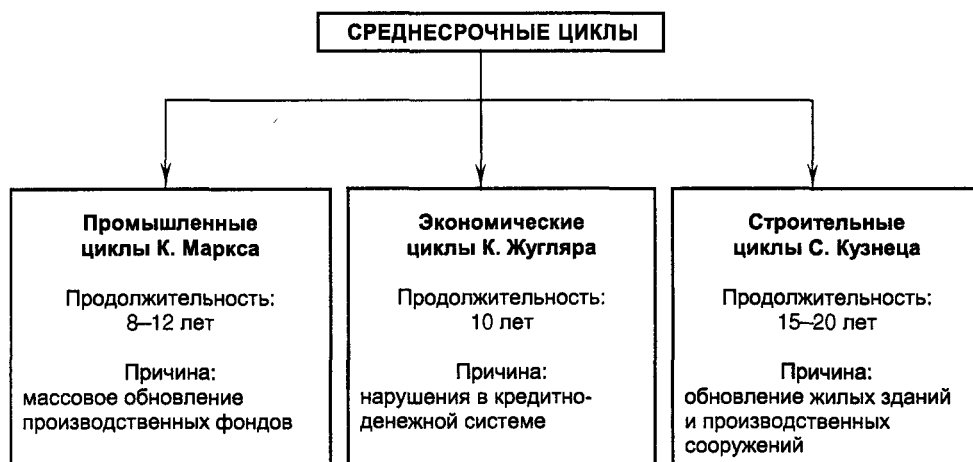 СРЕДНЕСРОЧНЫЕ ЦИКЛЫ
Промышленные
циклы К. Маркса
Продолжительность:
8–12 лет
Причина:
массовое обновление
производственных фондов
Экономические
циклы К. Жугляра
Продолжительность:
10 лет
Причина:
нарушения в кредитно-
денежной системе
Строительные
циклы С. Кузнеца
Продолжительность:
15–20 лет
Причина:
обновление жилых зданий
и производственных
сооружений